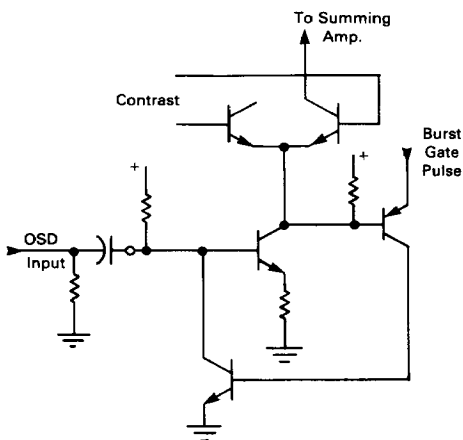 To Summing
Amp.
Contrast
Burst
Gate
Pulse
+
+
OSD
Input